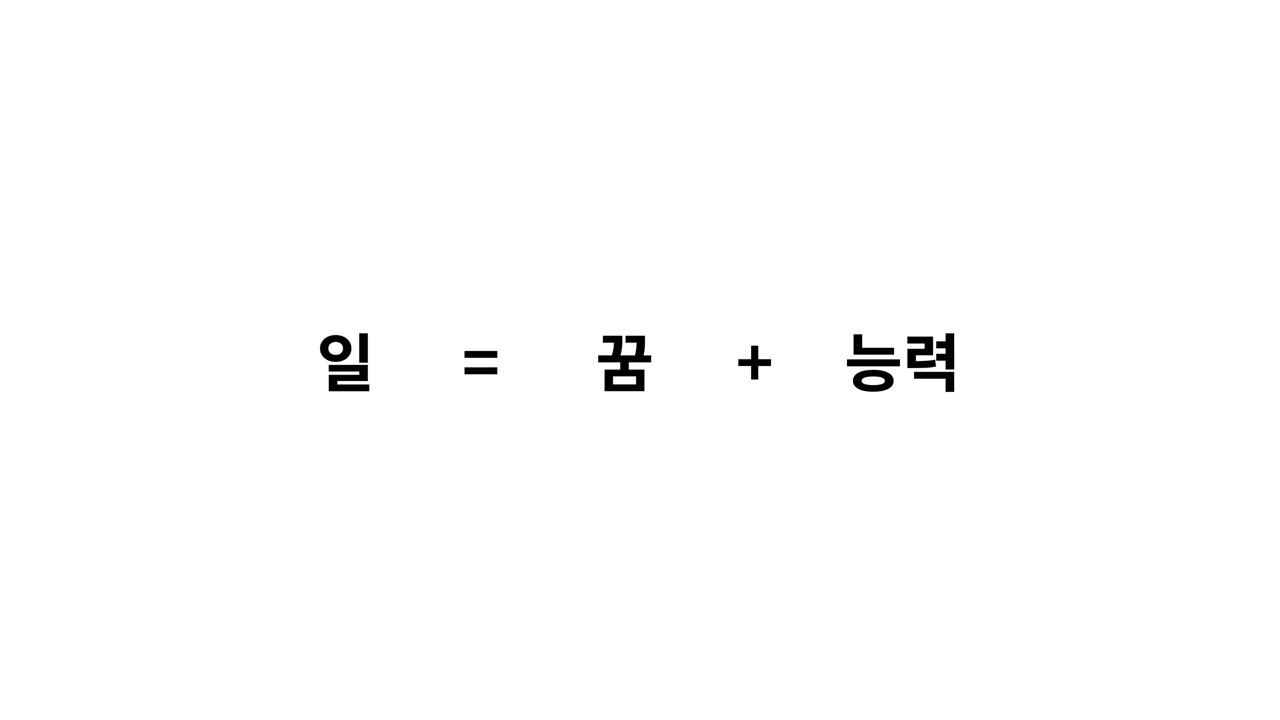 일 = 꿈 + 능력